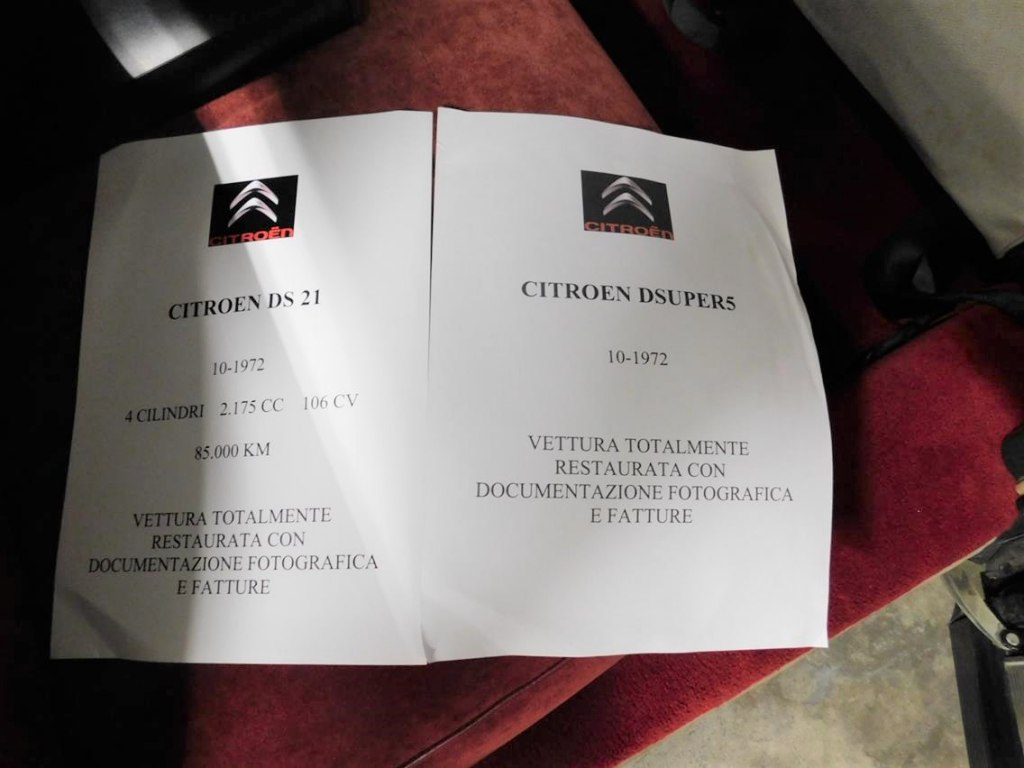 CITROËN
CITROEN DS 21
10-1972
4 CILINDRI 2.175 CC 106 CV
85.000 KM
VETTURA TOTALMENTE
RESTAURATA CON
DOCUMENTAZIONE FOTOGRAFICA
E FATTURE
CITROËN
CITROEN DSUPER5
10-1972
VETTURA TOTALMENTE
RESTAURATA CON
DOCUMENTAZIONE FOTOGRAFICA
E FATTURE